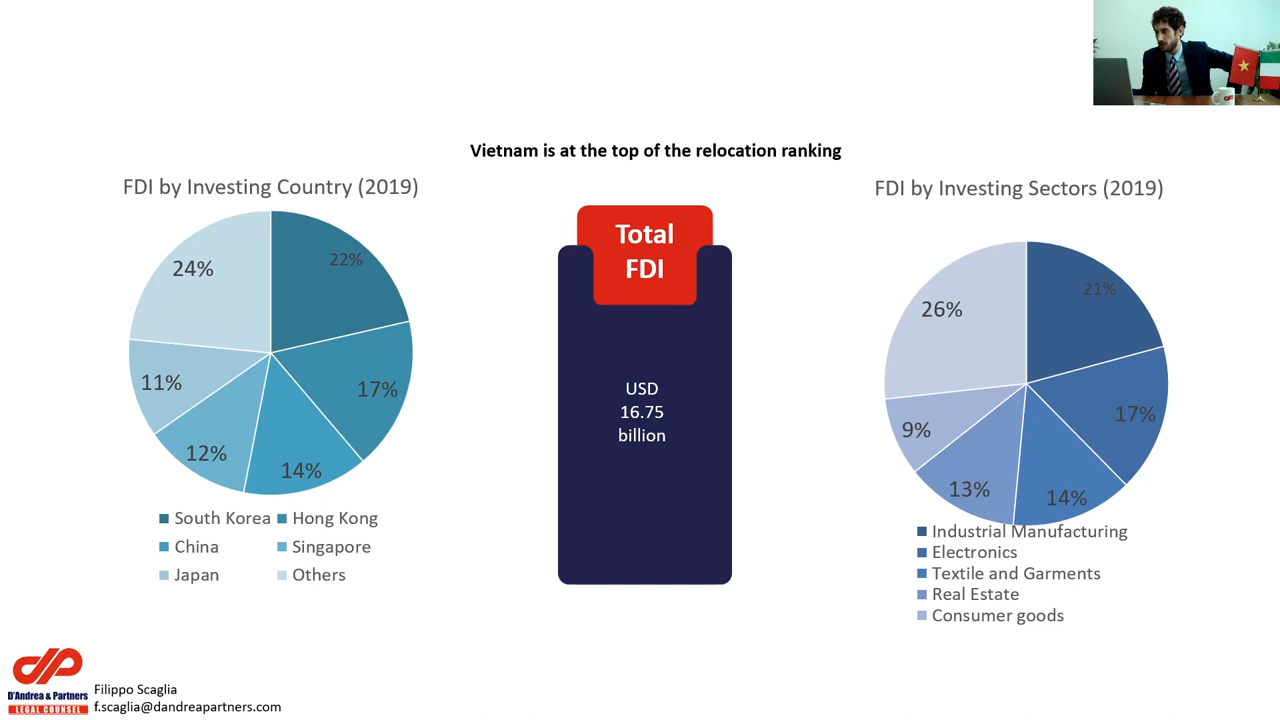 Vietnam is at the top of the relocation ranking
FDI by Investing Country (2019)
22%
17%
14%
12%
11%
24%
South Korea
Hong Kong
China
Singapore
Japan
Others
Total
FDI
USD
16.75
billion
FDI by Investing Sectors (2019)
21%
17%
14%
13%
9%
26%
Industrial Manufacturing
Electronics
Textile and Garments
Real Estate
Consumer goods
D'Andrea & Partners
LEGAL COUNSEL
Filippo Scaglia
f.scaglia@dandreapartners.com